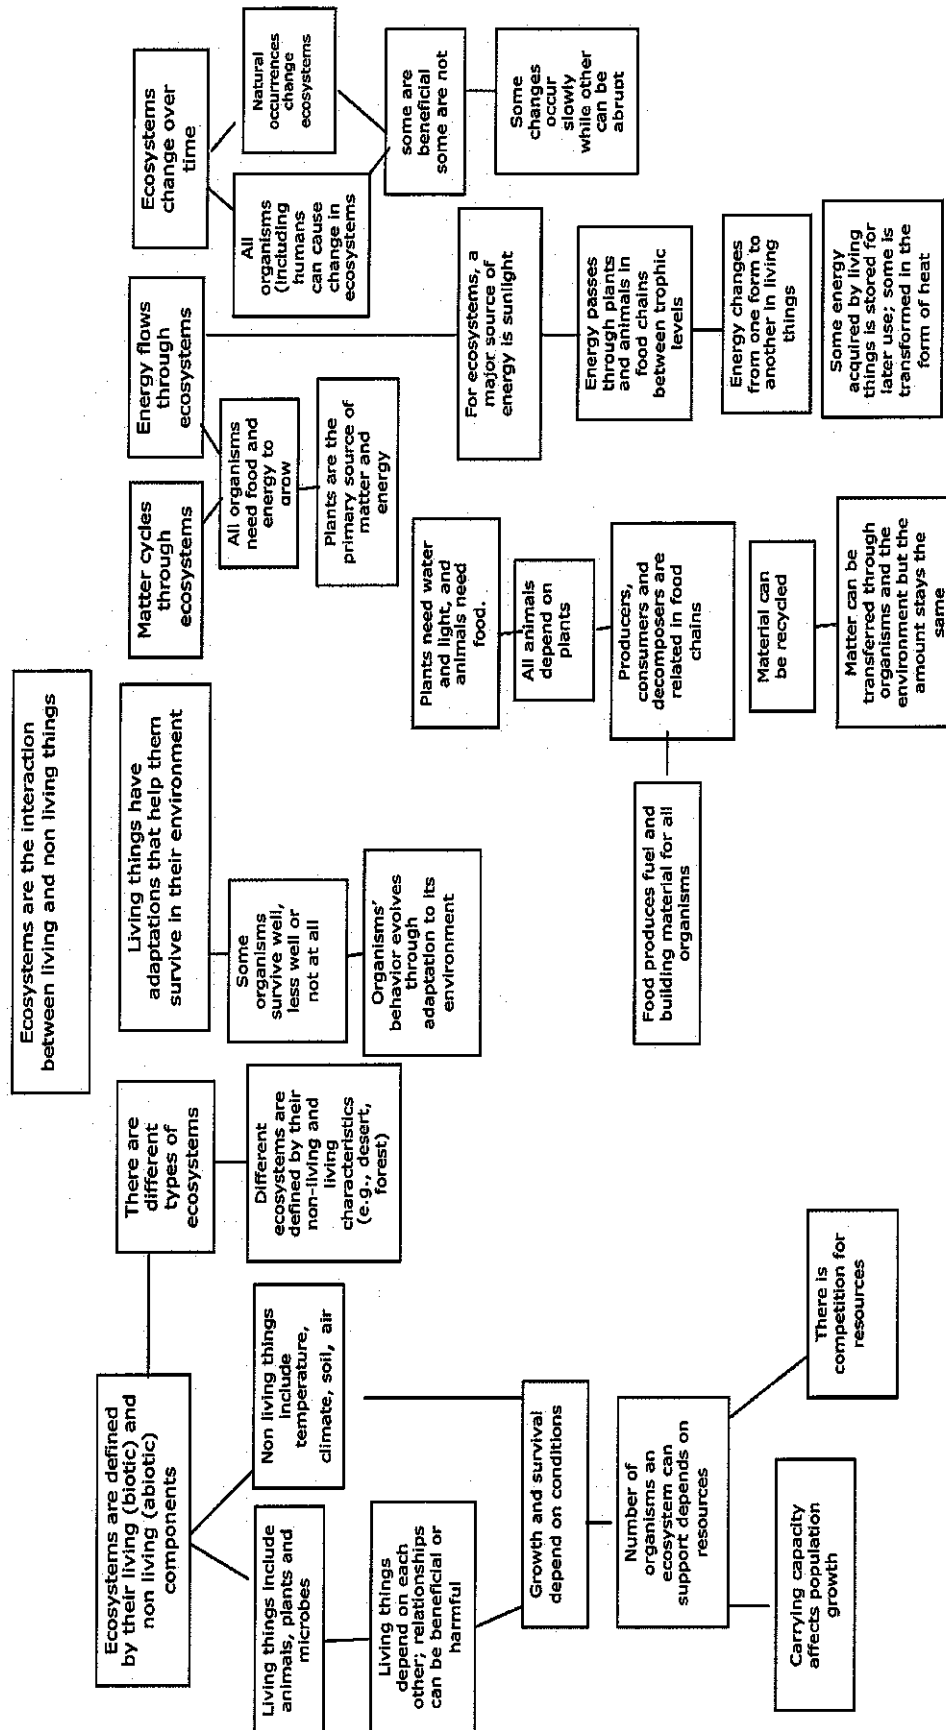 Ecosystems are the interaction
between living and non living things
Ecosystems are defined
by their living (biotic) and
non living (abiotic)
components
There are
different
types of
ecosystems
Living things have
adaptations that help them
survive in their environment
Matter cycles
through
ecosystems
Energy flows
through
ecosystems
Ecosystems
change over
time
Living things include
animals, plants and
microbes
Non living things
include
temperature,
climate, soil, air
Different
ecosystems are
defined by their
non-living and
living
characteristics
(e.g., desert,
forest)
Some
organisms
survive well,
less well or
not at all
All organisms
need food and
energy to
grow
All
organisms
(including
humans
can cause
change in
ecosystems
Natural
occurrences
change
ecosystems
Living things
depend on each
other; relationships
can be beneficial or
harmful
Organisms'
behavior evolves
through
adaptation to its
environment
Plants are the
primary source of
matter and
energy
some are
beneficial
some are not
Growth and survival
depend on conditions
Plants need water
and light, and
animals need
food.
For ecosystems, a
major source of
energy is sunlight
Some
changes
occur
slowly
while other
can be
abrupt
Number of
organisms an
ecosystem can
support depends on
resources
All animals
depend on
plants
Energy passes
through plants
and animals in
food chains
between trophic
levels
Food produces fuel and
building material for all
organisms
Producers,
consumers and
decomposers are
related in food
chains
Energy changes
from one form to
another in living
things
Carrying capacity
affects population
growth
There is
competition for
resources
Material can
be recycled
Some energy
acquired by living
things is stored for
later use; some is
transformed in the
form of heat
Matter can be
transferred through
organisms and the
environment but the
amount stays the
same